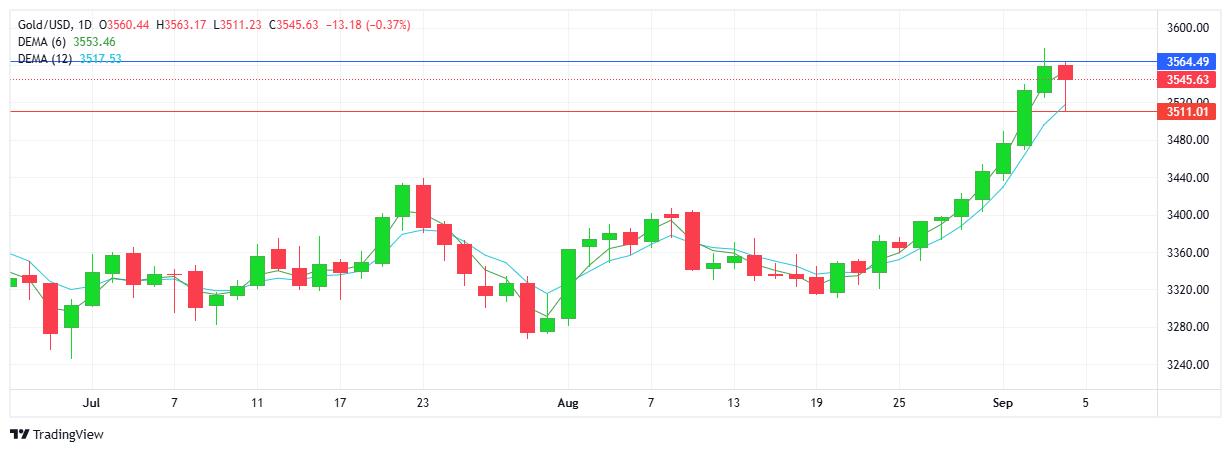 Gold/USD, 1D O3560.44 H3563.17 L3511.23 C3545.63 −13.18 (−0.37%)
DEMA (6) 3553.46
DEMA (12) 3517.53
3600.00
3564.49
3545.63
3520.00
3511.01
3480.00
3440.00
3400.00
3360.00
3320.00
3280.00
3240.00
Jul 7 11 17 23 Aug 7 13 19 25 Sep 5
TradingView